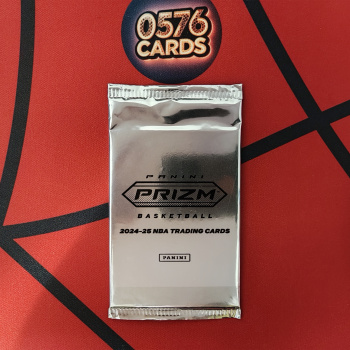 0576
CARDS
PANINI
PRIZM
BASKETBALL
2024-25 NBA TRADING CARDS
PANINI